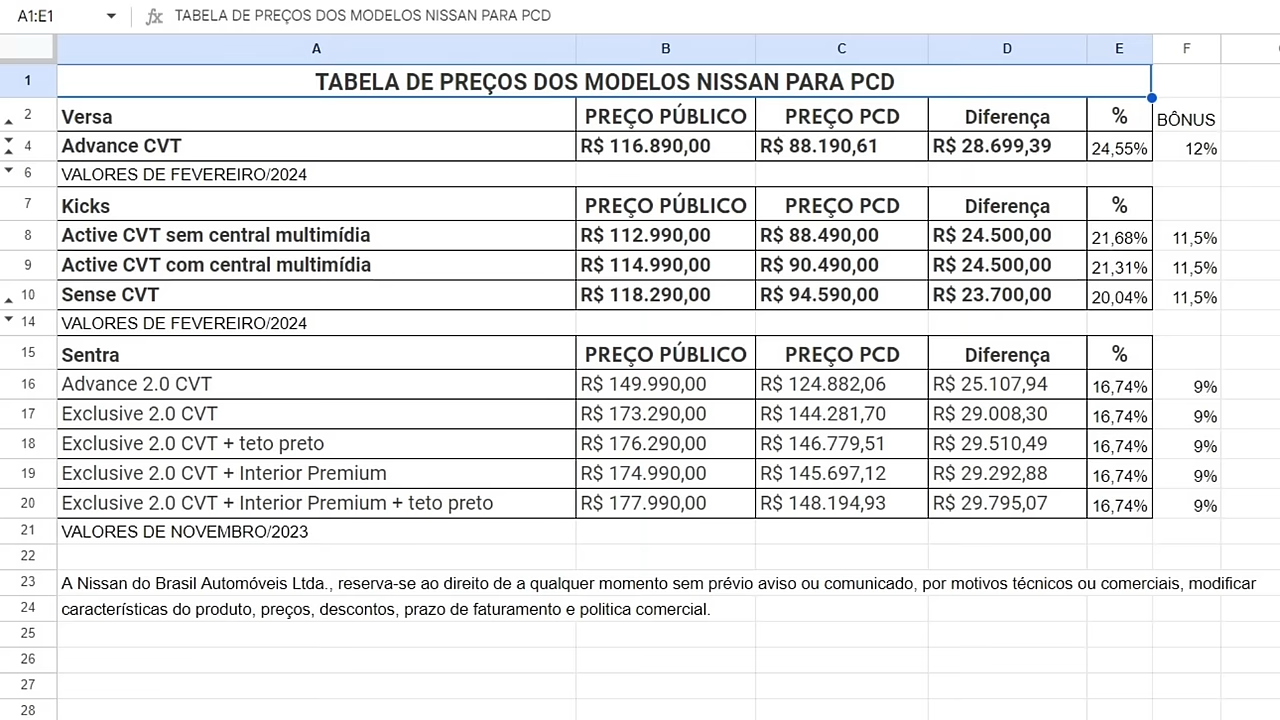 A1:E1 fx TABELA DE PREÇOS DOS MODELOS NISSAN PARA PCD
A B C D E F
1 TABELA DE PREÇOS DOS MODELOS NISSAN PARA PCD
2 Versa PREÇO PÚBLICO PREÇO PCD Diferença % BÔNUS
4 Advance CVT R$ 116.890,00 R$ 88.190,61 R$ 28.699,39 24,55% 12%
6 VALORES DE FEVEREIRO/2024
7 Kicks PREÇO PÚBLICO PREÇO PCD Diferença %
8 Active CVT sem central multimídia R$ 112.990,00 R$ 88.490,00 R$ 24.500,00 21,68% 11,5%
9 Active CVT com central multimídia R$ 114.990,00 R$ 90.490,00 R$ 24.500,00 21,31% 11,5%
10 Sense CVT R$ 118.290,00 R$ 94.590,00 R$ 23.700,00 20,04% 11,5%
14 VALORES DE FEVEREIRO/2024
15 Sentra PREÇO PÚBLICO PREÇO PCD Diferença %
16 Advance 2.0 CVT R$ 149.990,00 R$ 124.882,06 R$ 25.107,94 16,74% 9%
17 Exclusive 2.0 CVT R$ 173.290,00 R$ 144.281,70 R$ 29.008,30 16,74% 9%
18 Exclusive 2.0 CVT + teto preto R$ 176.290,00 R$ 146.779,51 R$ 29.510,49 16,74% 9%
19 Exclusive 2.0 CVT + Interior Premium R$ 174.990,00 R$ 145.697,12 R$ 29.292,88 16,74% 9%
20 Exclusive 2.0 CVT + Interior Premium + teto preto R$ 177.990,00 R$ 148.194,93 R$ 29.795,07 16,74% 9%
21 VALORES DE NOVEMBRO/2023
22
23 A Nissan do Brasil Automóveis Ltda., reserva-se ao direito de a qualquer momento sem prévio aviso ou comunicado, por motivos técnicos ou comerciais, modificar
24 características do produto, preços, descontos, prazo de faturamento e politica comercial.
25
26
27
28